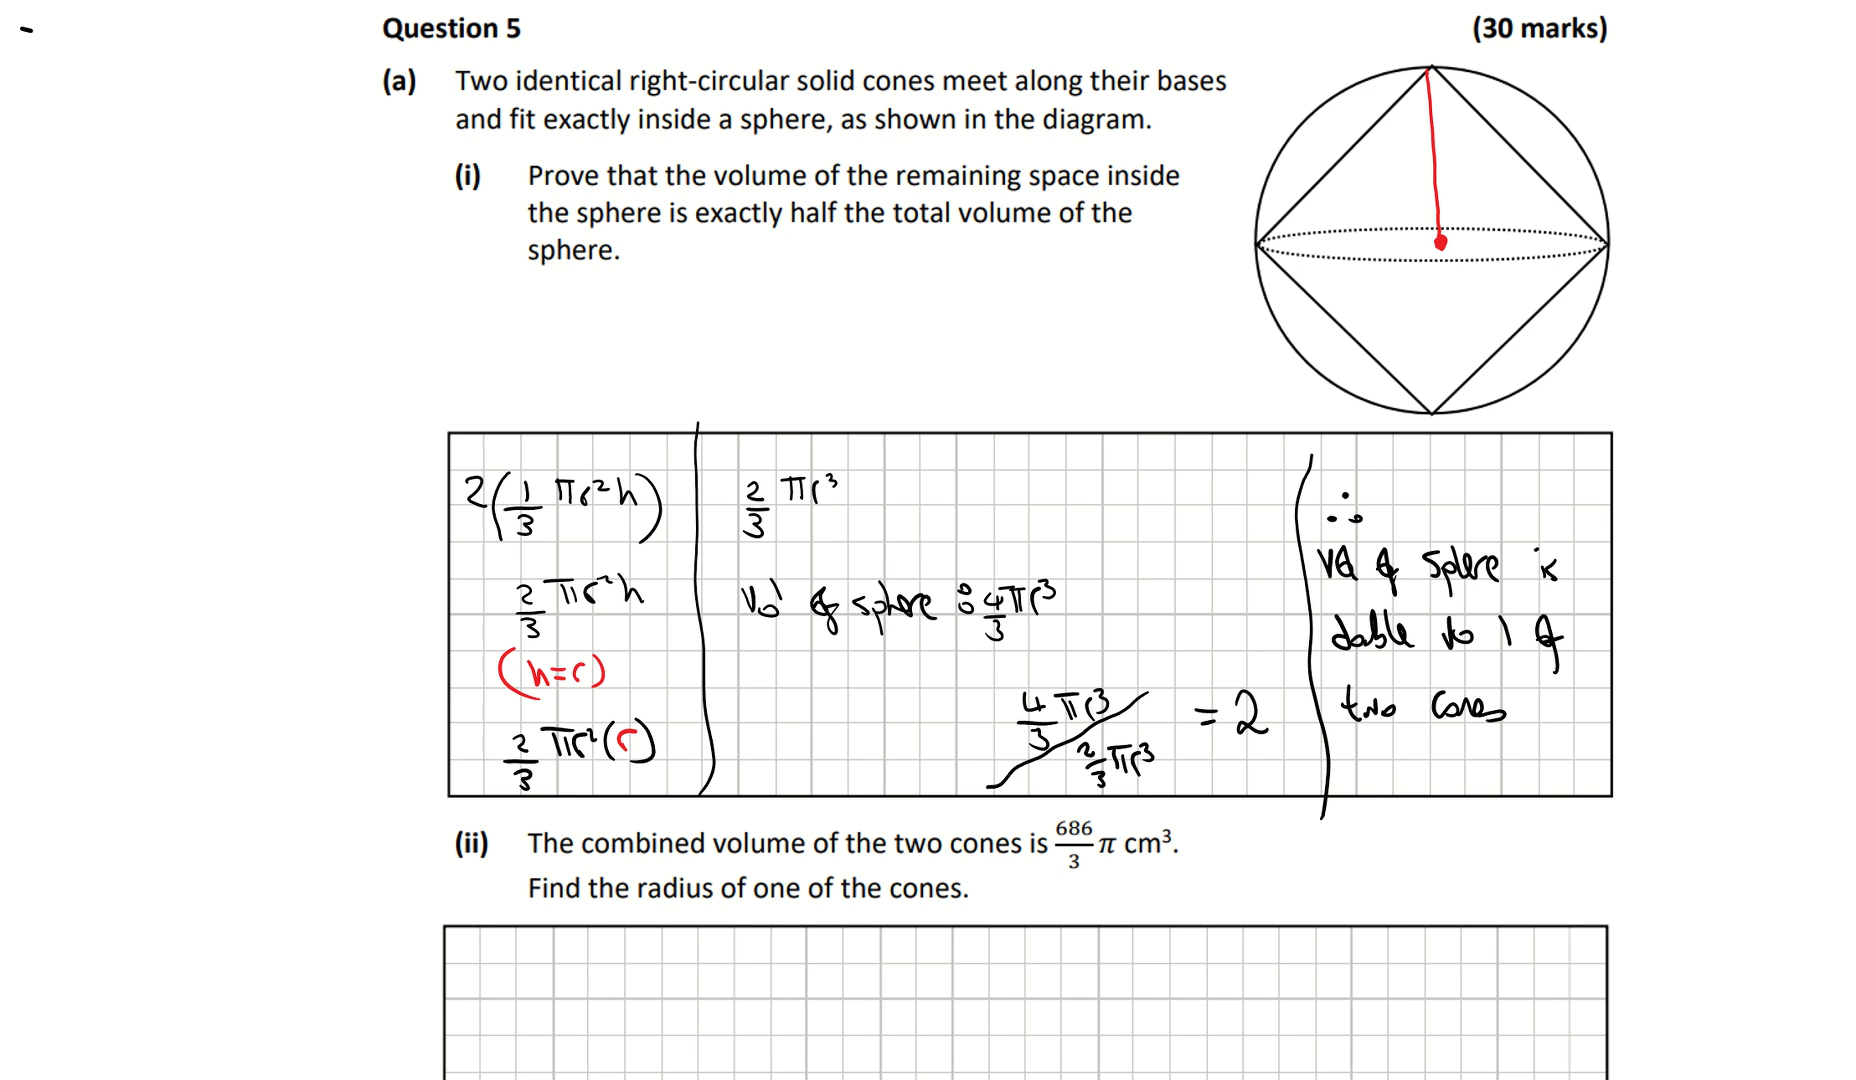 Question 5
(30 marks)
(a) Two identical right-circular solid cones meet along their bases
and fit exactly inside a sphere, as shown in the diagram.
(i) Prove that the volume of the remaining space inside
the sphere is exactly half the total volume of the
sphere.
2(1/3 πr²h)
2/3 πr²h
(h=r)
2/3 πr²(r)
2/3 πr³
Vol of sphere : 4/3 πr³
4/3 πr³ / 2/3 πr³ = 2
∴
of is
to 1 of
two cones
(ii) The combined volume of the two cones is 686/3 π cm³.
Find the radius of one of the cones.